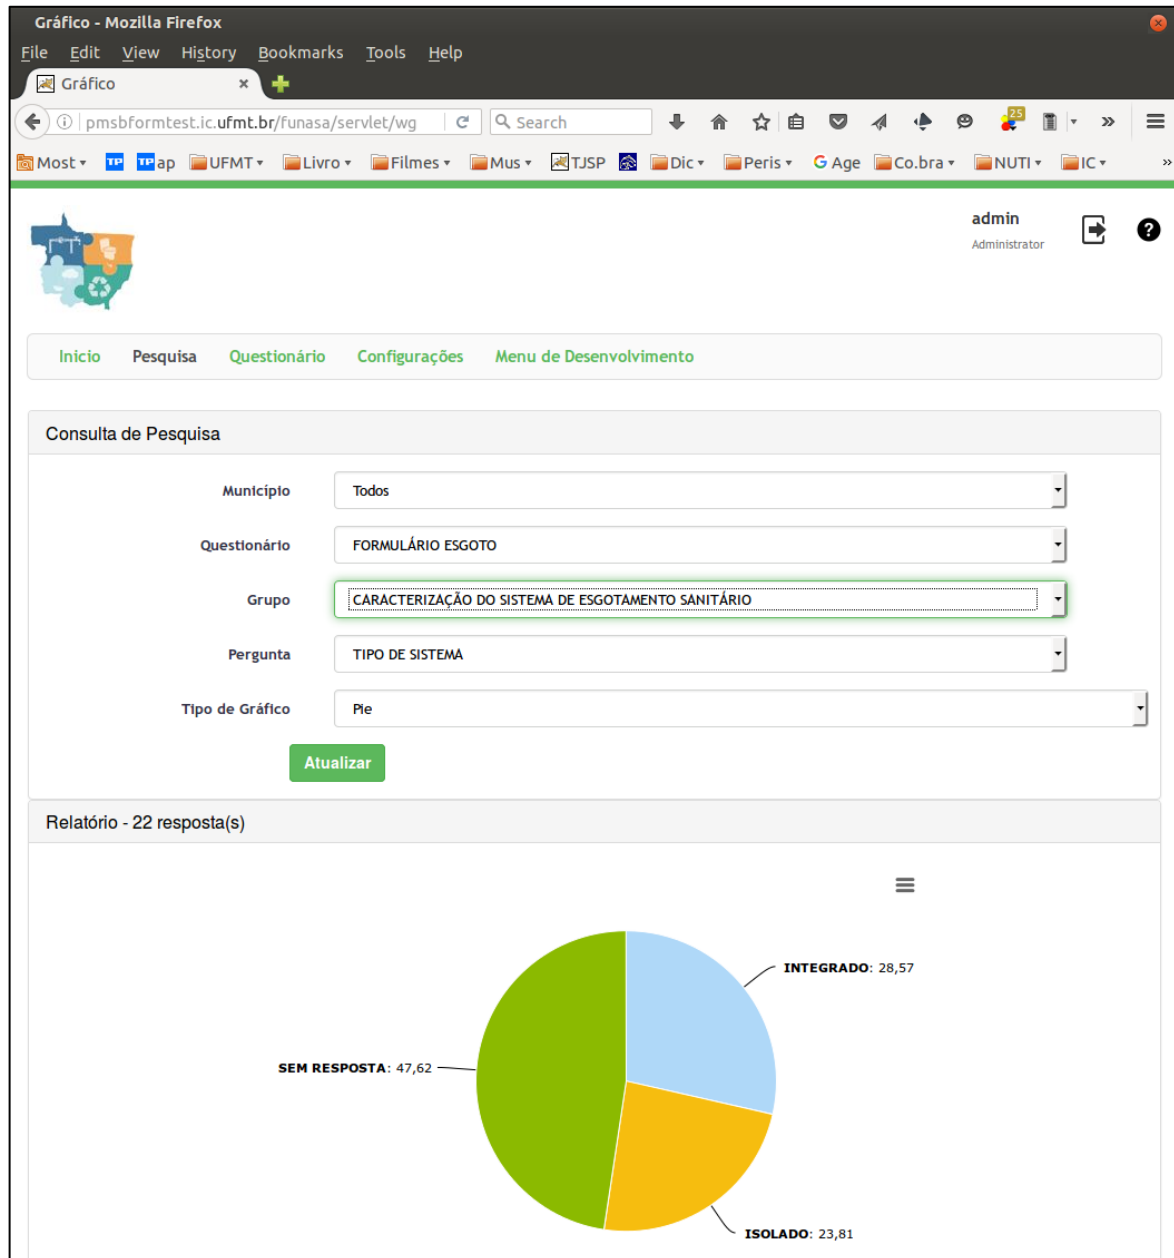 Gráfico - Mozilla Firefox
File Edit View History Bookmarks Tools Help
Gráfico
pmsbformtest.ic.ufmt.br/funasa/servlet/wg Search 25
Most TP TP ap UFMT Livro Filmes Mus TJSP Dic Peris G Age Co.bra NUTI IC
admin
Administrator
Inicio Pesquisa Questionário Configurações Menu de Desenvolvimento
Consulta de Pesquisa
Município Todos
Questionário FORMULÁRIO ESGOTO
Grupo CARACTERIZAÇÃO DO SISTEMA DE ESGOTAMENTO SANITÁRIO
Pergunta TIPO DE SISTEMA
Tipo de Gráfico Pie
Atualizar
Relatório - 22 resposta(s)
INTEGRADO: 28,57
SEM RESPOSTA: 47,62
ISOLADO: 23,81